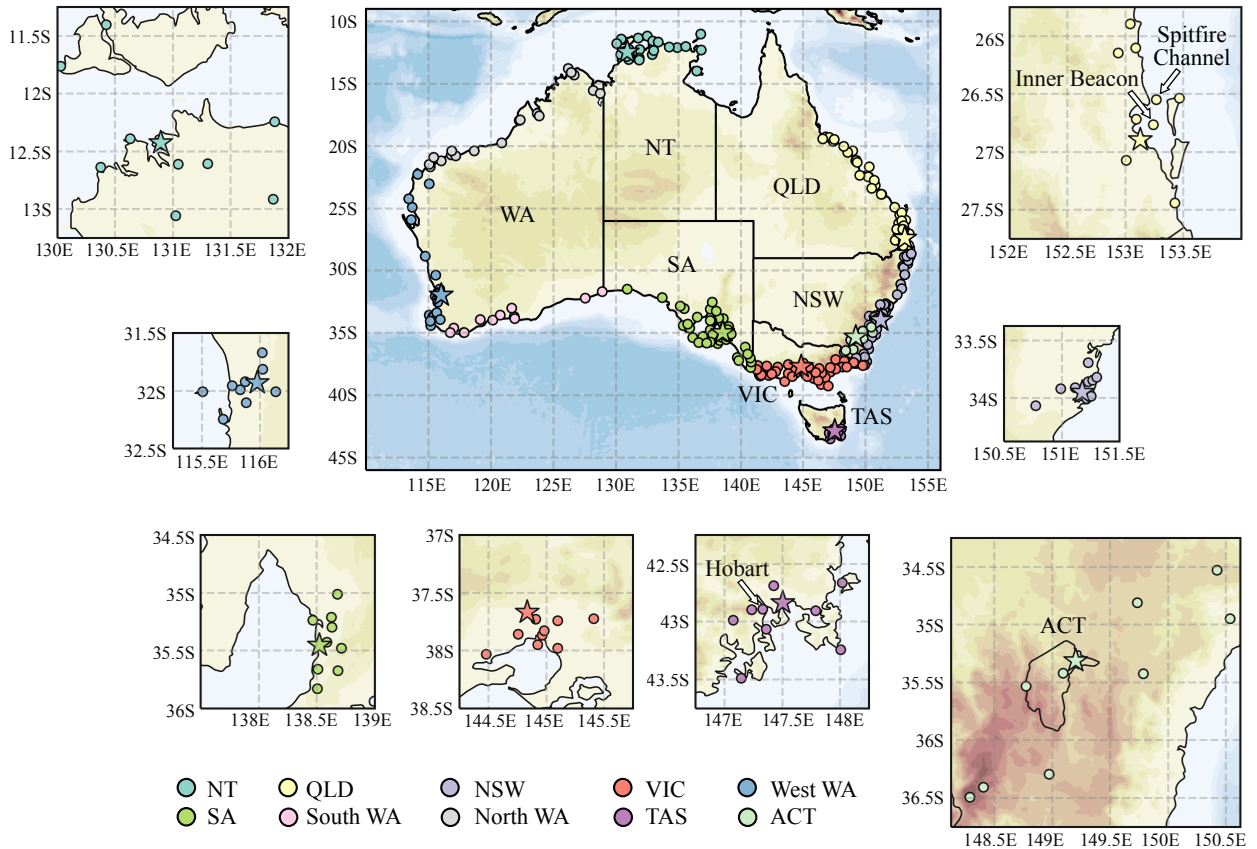 11.5S
12S
12.5S
13S
130E 130.5E 131E 131.5E 132E
10S
15S
20S
25S
30S
35S
40S
45S
115E 120E 125E 130E 135E 140E 145E 150E 155E
NT
QLD
WA
SA
NSW
VIC
TAS
26S
26.5S
27S
27.5S
152E 152.5E 153E 153.5E
Spitfire
Channel
Inner Beacon
31.5S
32S
32.5S
115.5E 116E
33.5S
34S
150.5E 151E 151.5E
34.5S
35S
35.5S
36S
138E 138.5E 139E
37S
37.5S
38S
38.5S
144.5E 145E 145.5E
42.5S
43S
43.5S
147E 147.5E 148E
Hobart
34.5S
35S
35.5S
36S
36.5S
148.5E 149E 149.5E 150E 150.5E
ACT
NT QLD NSW VIC West WA
SA South WA North WA TAS ACT